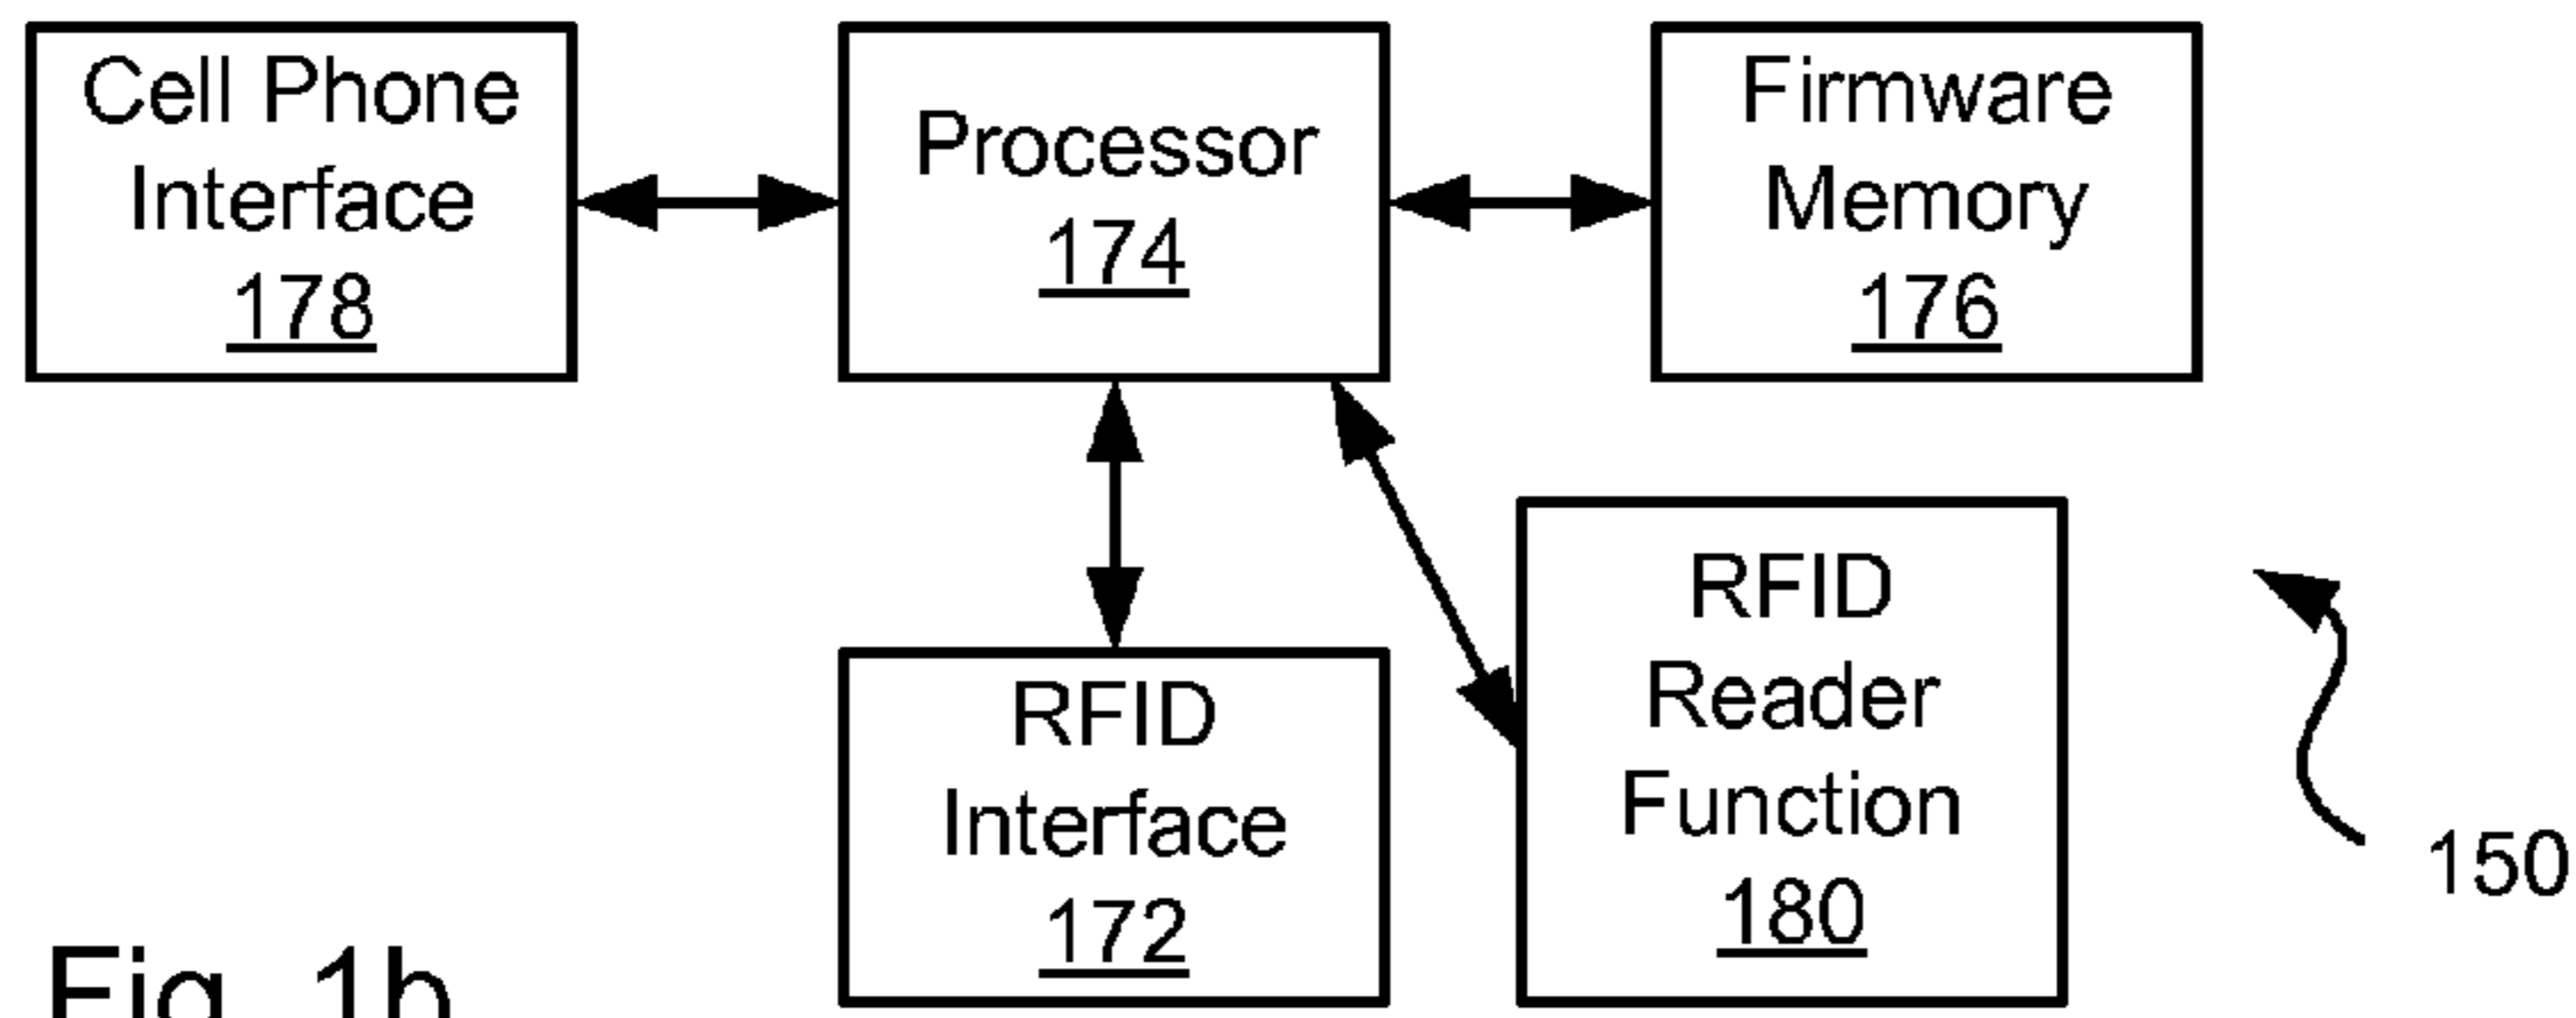 Cell Phone
Interface
178
Processor
174
Firmware
Memory
176
RFID
Interface
172
RFID
Reader
Function
180
150
Fig. 1b